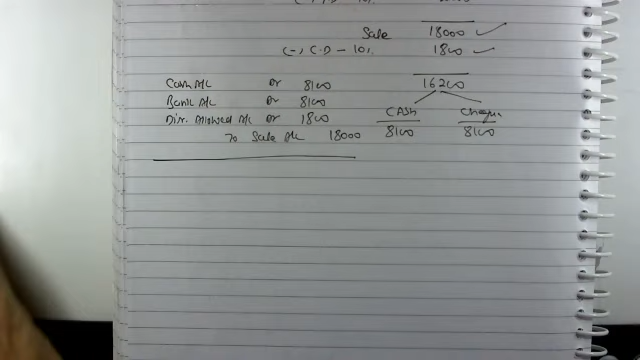 Sale 18000
(-) C.D - 10%. 1800
Cash A/c Dr 8100 16200
Bank A/c Dr 8100
Dis. Allowed A/c Dr 1800 CAsh Cheque
To Sale A/c 18000 8100 8100